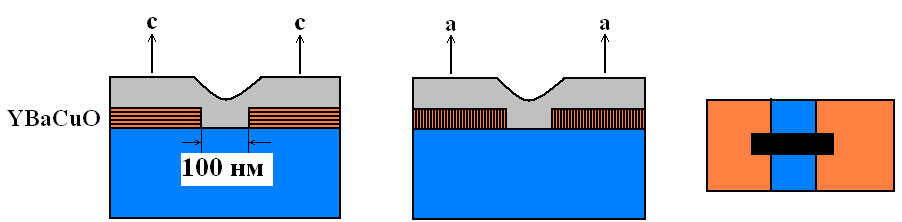 c c
a a
YBaCuO
100 нм